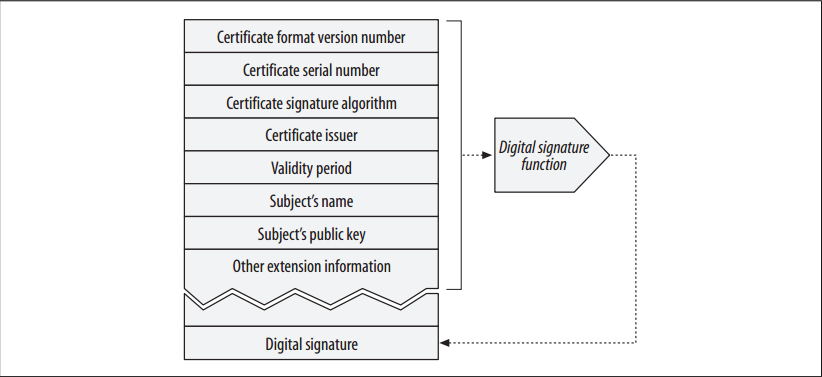 Certificate format version number
Certificate serial number
Certificate signature algorithm
Certificate issuer
Validity period
Subject's name
Subject's public key
Other extension information
Digital signature
function
Digital signature